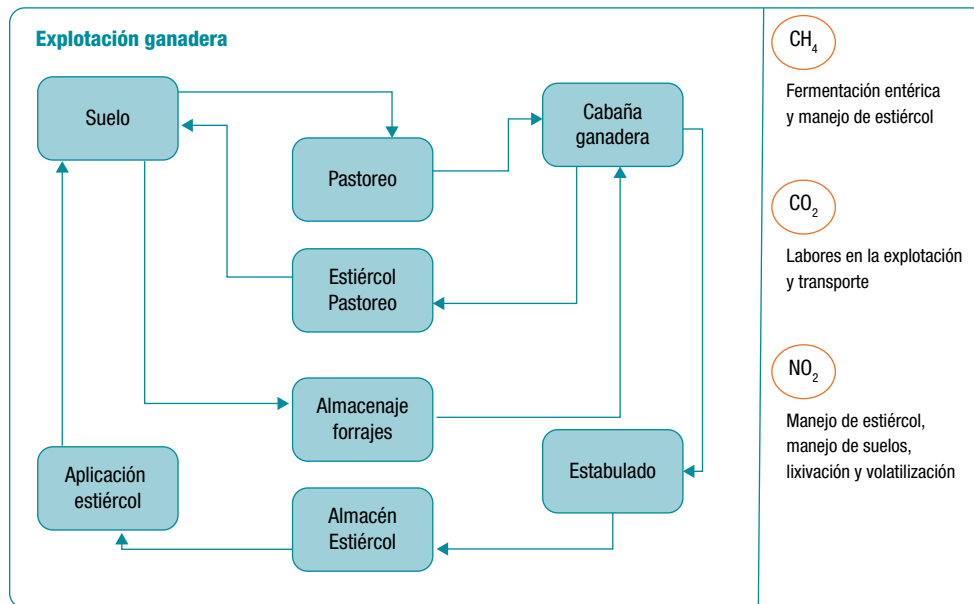 Explotación ganadera
Suelo
Cabaña
ganadera
Pastoreo
Estiércol
Pastoreo
Almacenaje
forrajes
Aplicación
estiércol
Estabulado
Almacén
Estiércol
CH4
Fermentación entérica
y manejo de estiércol
CO2
Labores en la explotación
y transporte
NO2
Manejo de estiércol,
manejo de suelos,
lixivación y volatilización